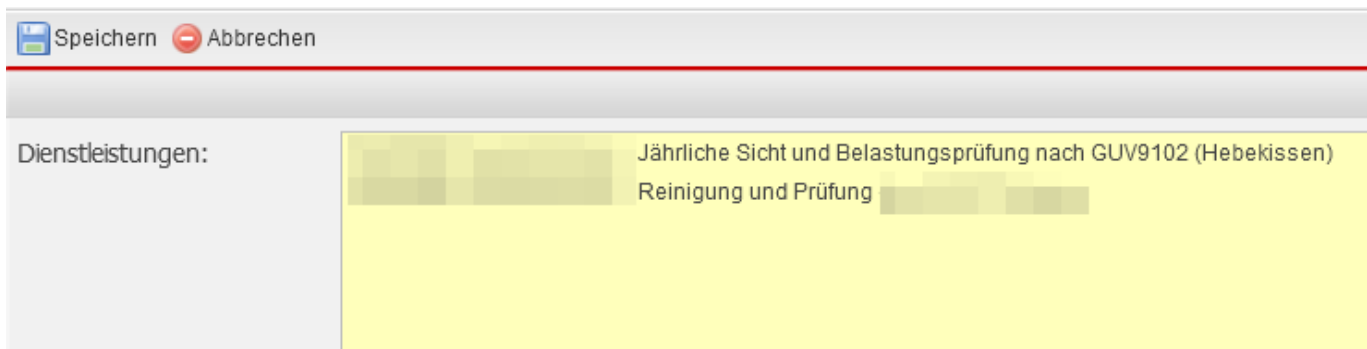 Speichern Abbrechen
Dienstleistungen:
Jährliche Sicht und Belastungsprüfung nach GUV9102 (Hebekissen)
Reinigung und Prüfung